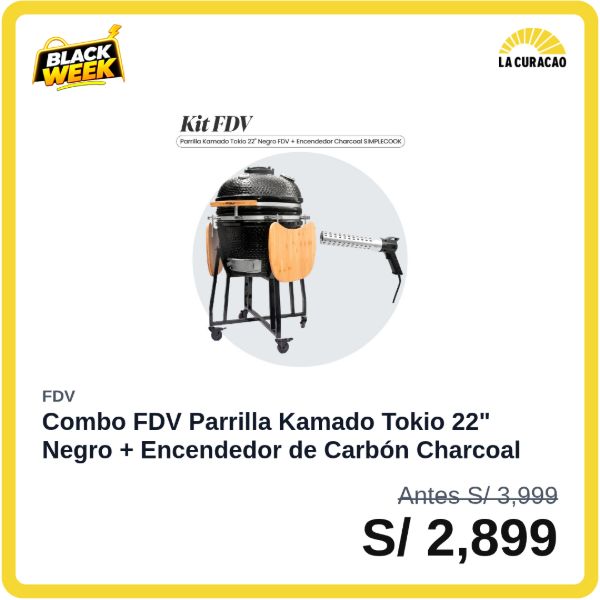 BLACK
WEEK
LA CURACAO
Kit FDV
Parrilla Kamado Tokio 22" Negro FDV + Encendedor Charcoal SIMPLECOOK
FDV
Combo FDV Parrilla Kamado Tokio 22"
Negro + Encendedor de Carbón Charcoal
Antes S/ 3,999
S/ 2,899